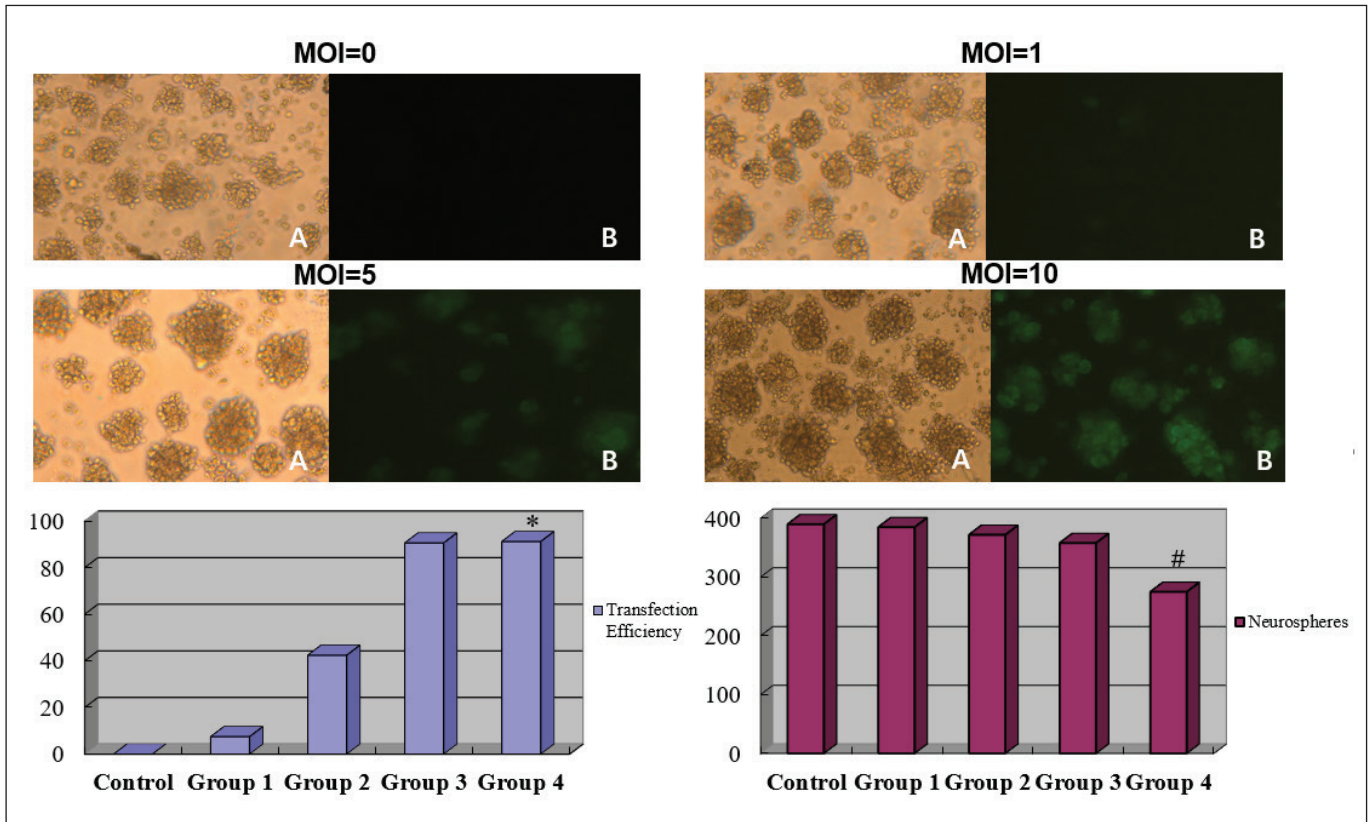 MOI=0
MOI=1
A
B
A
B
MOI=5
MOI=10
A
B
A
B
100
80
60
40
20
0
*
Control Group 1 Group 2 Group 3 Group 4
Transfection
Efficiency
400
300
200
100
0
#
Control Group 1 Group 2 Group 3 Group 4
Neurospheres